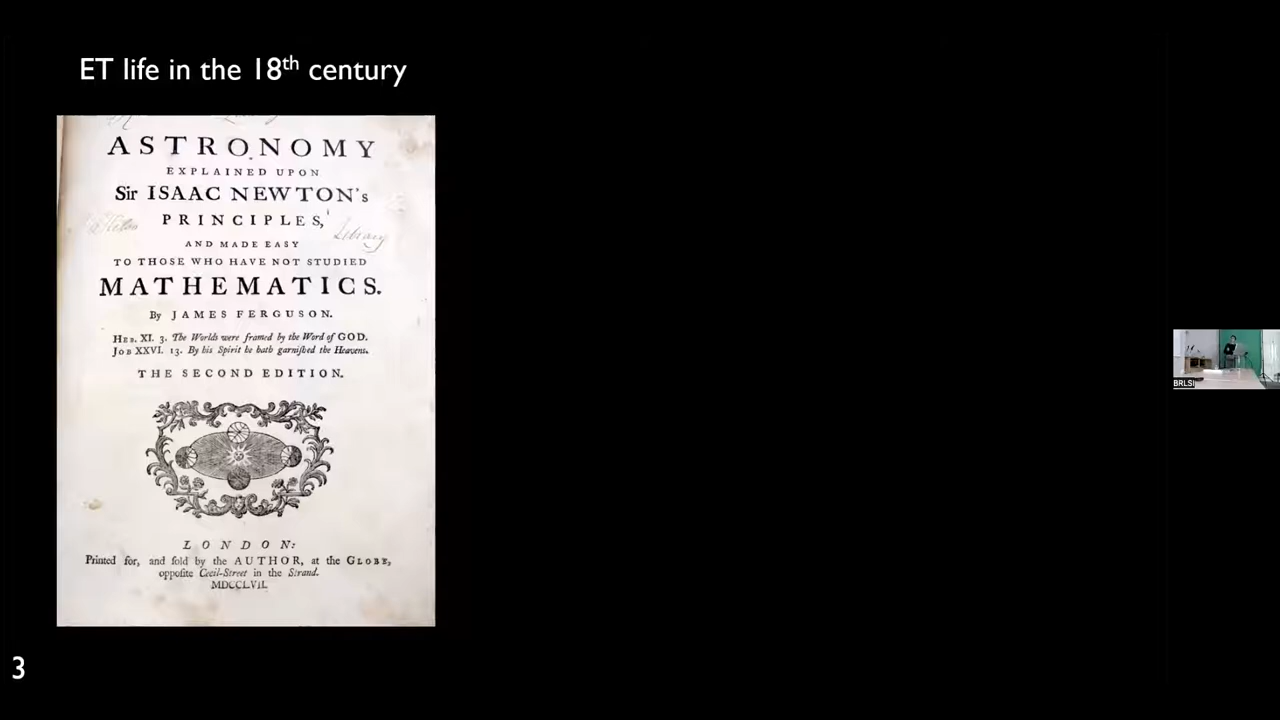 ET life in the 18th century
ASTRONOMY
EXPLAINED UPON
Sir ISAAC NEWTON's
PRINCIPLES,
AND MADE EASY
TO THOSE WHO HAVE NOT STUDIED
MATHEMATICS.
By JAMES FERGUSON.
HEB. XI. 3. The Worlds were framed by the Word of GOD.
JOB XXVI. 13. By his Spirit he hath garniſhed the Heavens.
THE SECOND EDITION.
LONDON:
Printed for, and ſold by the AUTHOR, at the GLOBE,
oppoſite Cecil-Street in the Strand.
MDCCLVII.
Library
3
BRLSI